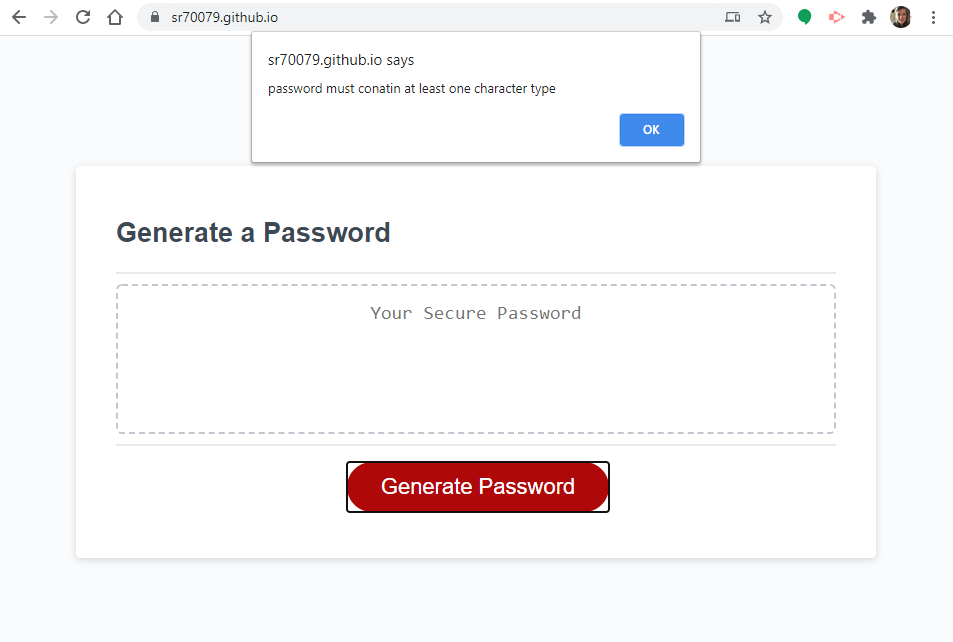 sr70079.github.io
sr70079.github.io says
password must conatin at least one character type
OK
Generate a Password
Your Secure Password
Generate Password